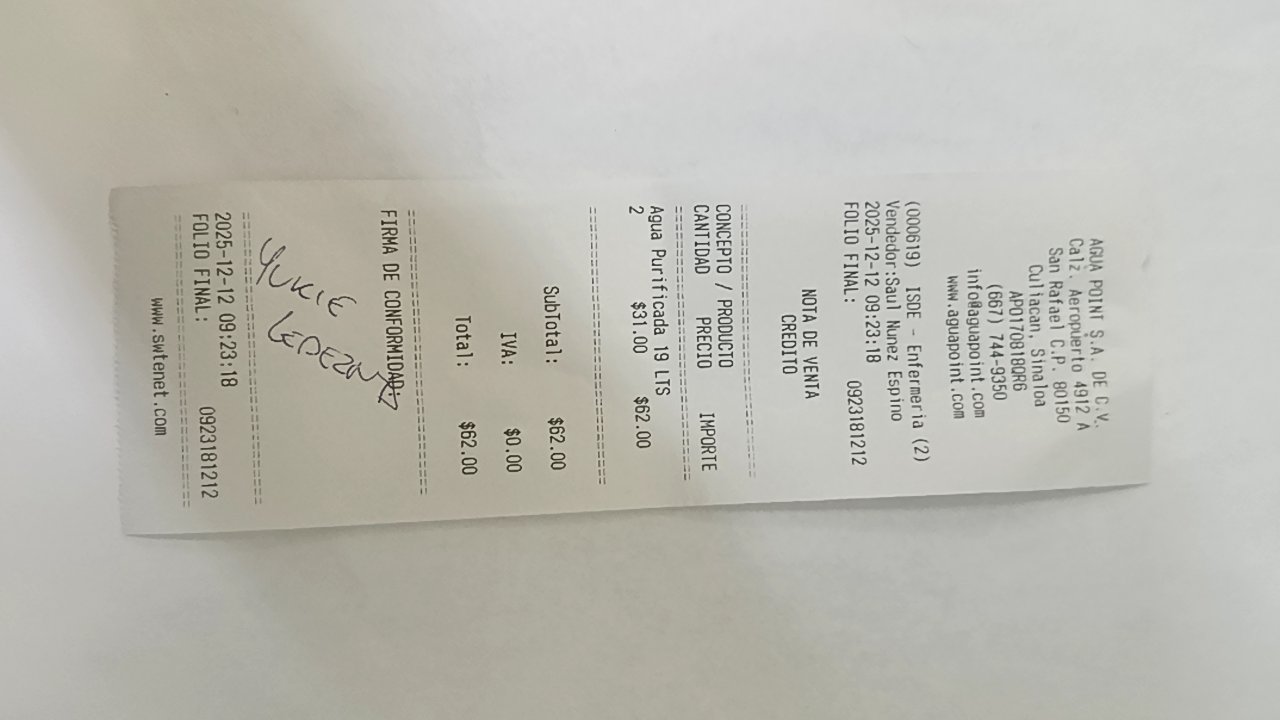 AGUA POINT S.A. DE C.V.
Calz. Aeropuerto 4912 A
San Rafael C.P. 80150
Culiacan, Sinaloa
APO170818QR6
(667) 744-9350
info@aguapoint.com
www.aguapoint.com
(000619) ISDE - Enfermeria (2)
Vendedor:Saul Nunez Espino
2025-12-12 09:23:18
FOLIO FINAL: 0923181212
NOTA DE VENTA
CREDITO
CONCEPTO / PRODUCTO
CANTIDAD PRECIO IMPORTE
Agua Purificada 19 LTS
2 $31.00 $62.00
SubTotal: $62.00
IVA: $0.00
Total: $62.00
FIRMA DE CONFORMIDAD:
YUKIE
LEDEZMA
2025-12-12 09:23:18
FOLIO FINAL: 0923181212
www.swtenet.com